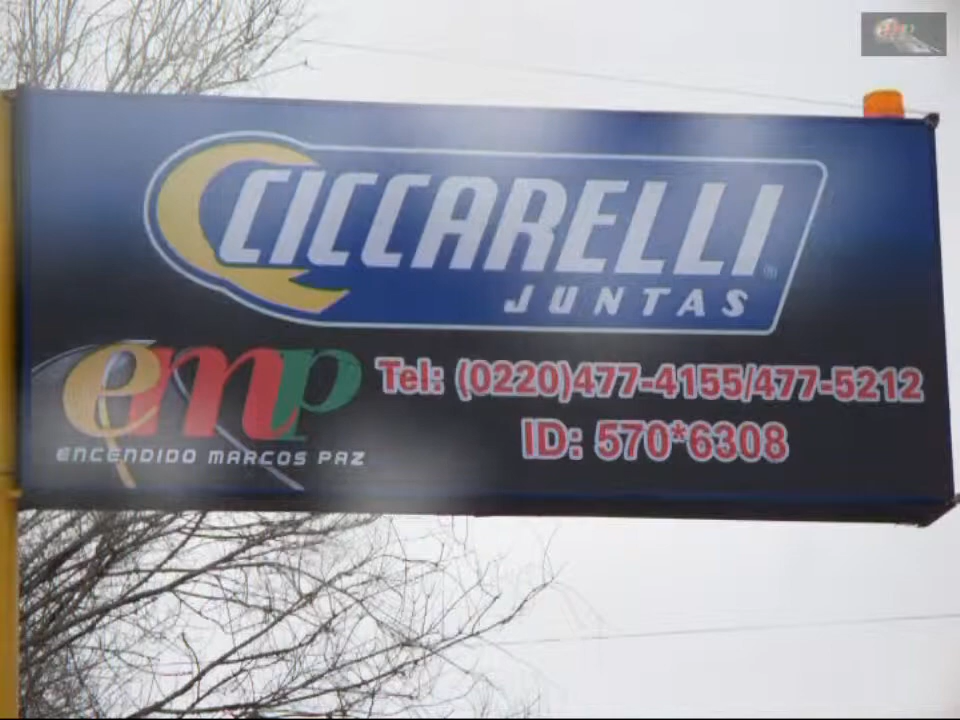 CICCARELLI
JUNTAS
emp
ENCENDIDO MARCOS PAZ
Tel: (0220)477-4155/477-5212
ID: 570*6308